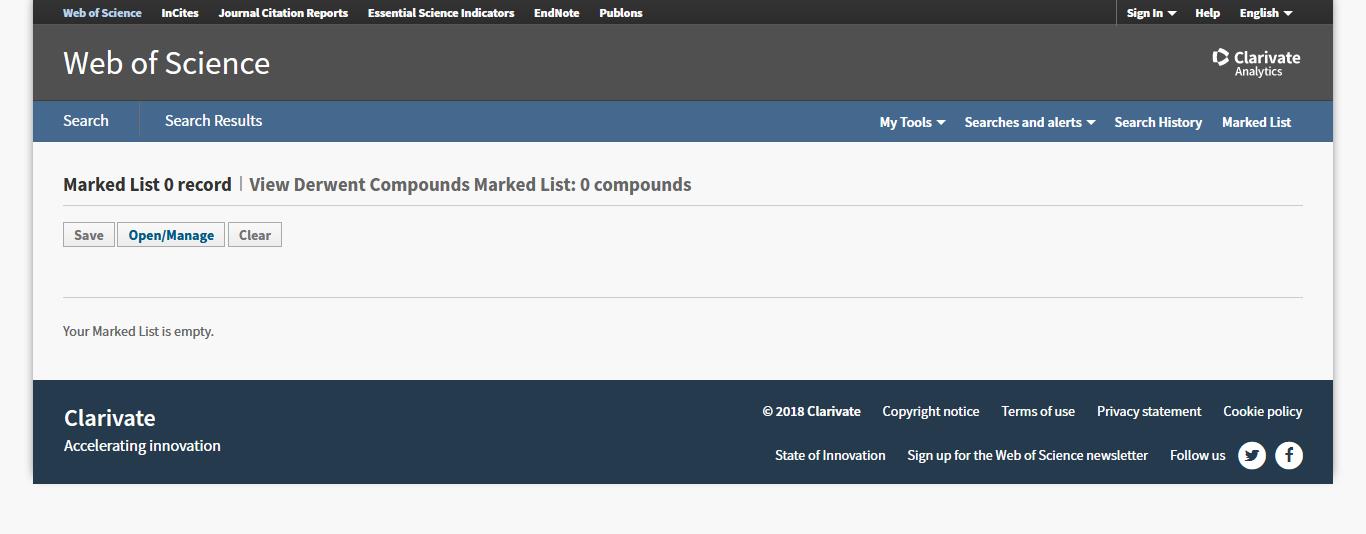 Web of Science InCites Journal Citation Reports Essential Science Indicators EndNote Publons Sign In Help English
Web of Science
Clarivate
Analytics
Search Search Results My Tools Searches and alerts Search History Marked List
Marked List 0 record | View Derwent Compounds Marked List: 0 compounds
Save Open/Manage Clear
Your Marked List is empty.
Clarivate
Accelerating innovation
© 2018 Clarivate Copyright notice Terms of use Privacy statement Cookie policy
State of Innovation Sign up for the Web of Science newsletter Follow us